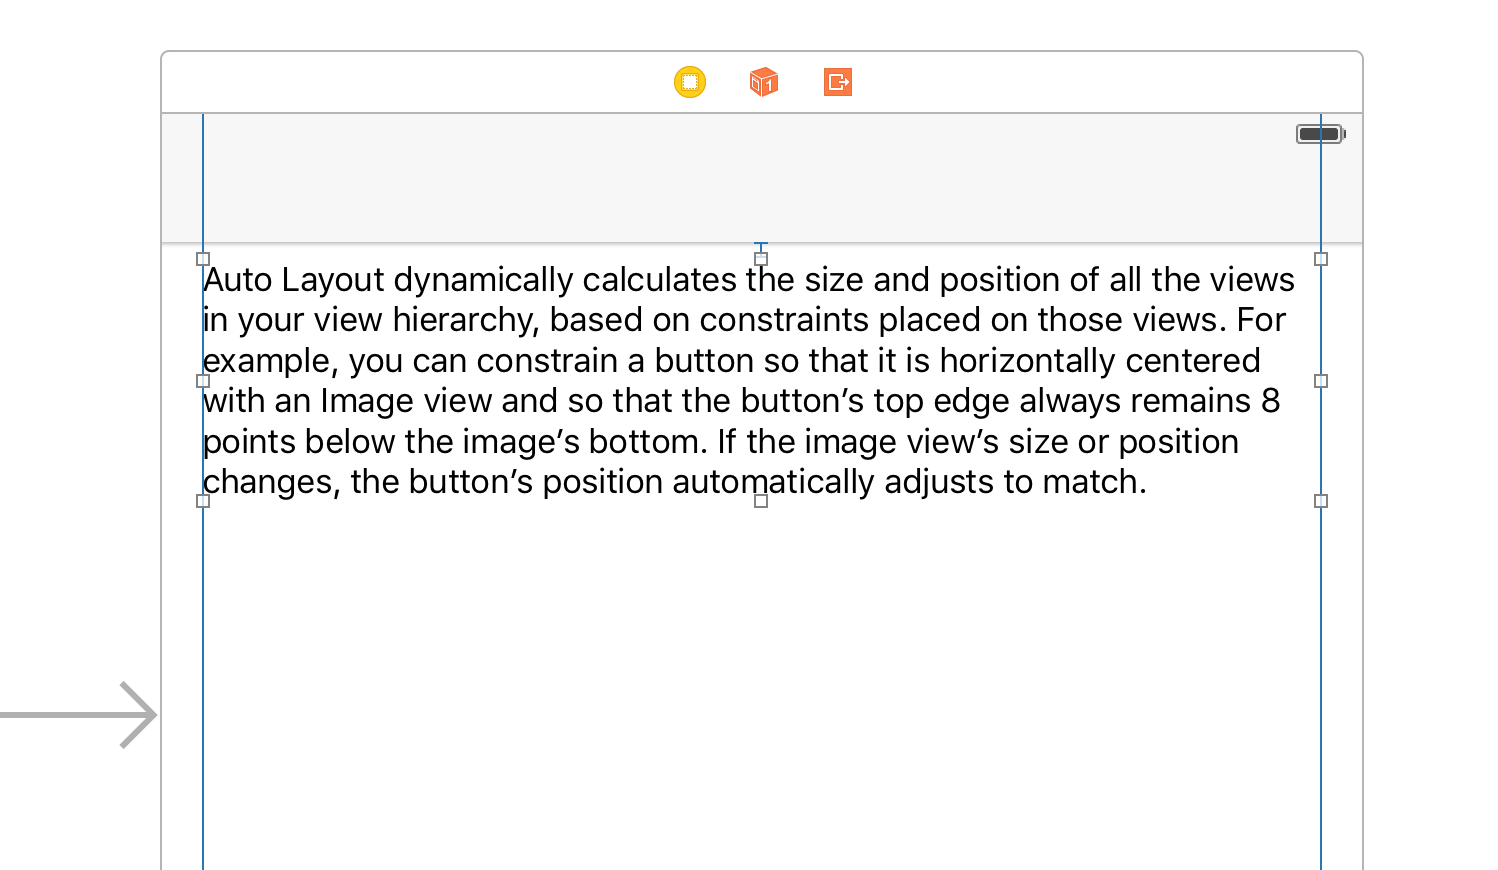 Auto Layout dynamically calculates the size and position of all the views
in your view hierarchy, based on constraints placed on those views. For
example, you can constrain a button so that it is horizontally centered
with an Image view and so that the button’s top edge always remains 8
points below the image’s bottom. If the image view’s size or position
changes, the button’s position automatically adjusts to match.